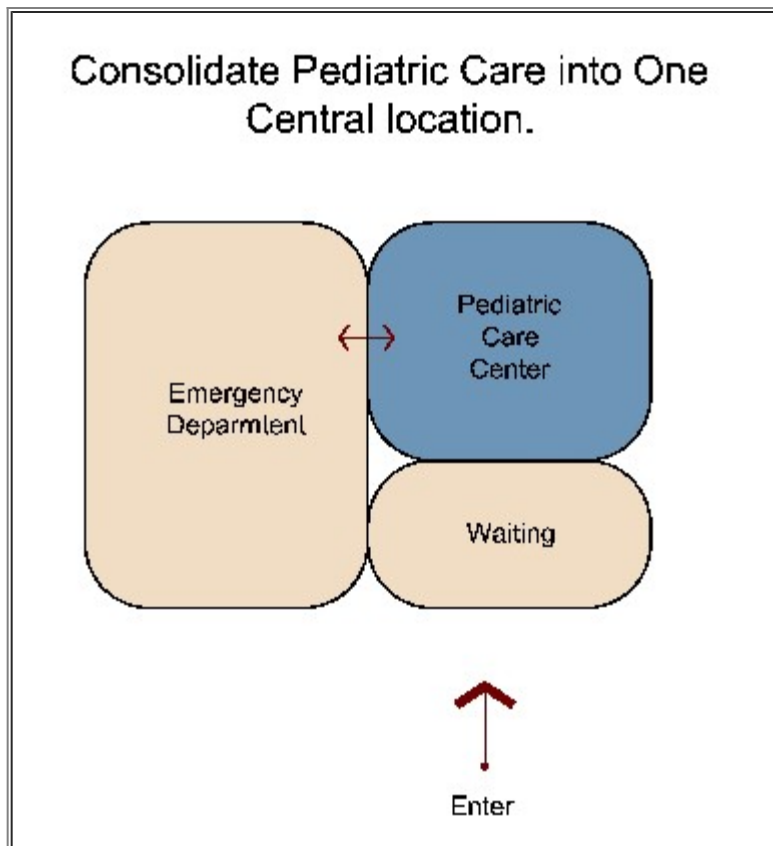 Consolidate Pediatric Care into One
Central location.
Pediatric
Care
Center
Emergency
Deparmtent
Waiting
Enter